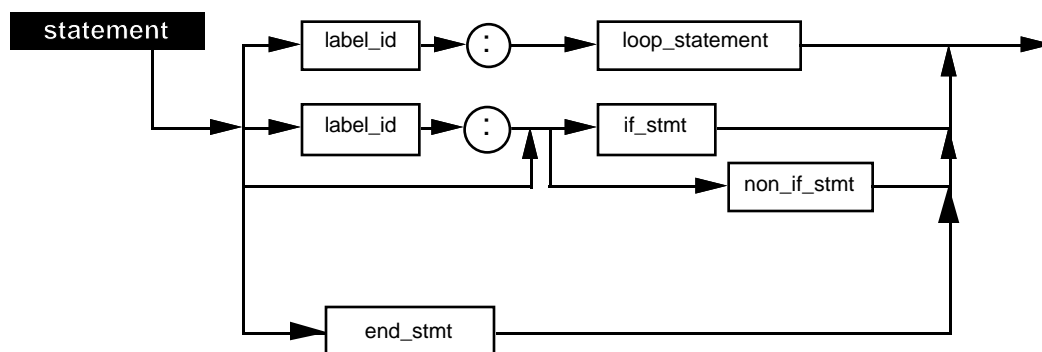 statement
label_id : loop_statement
label_id : if_stmt
non_if_stmt
end_stmt